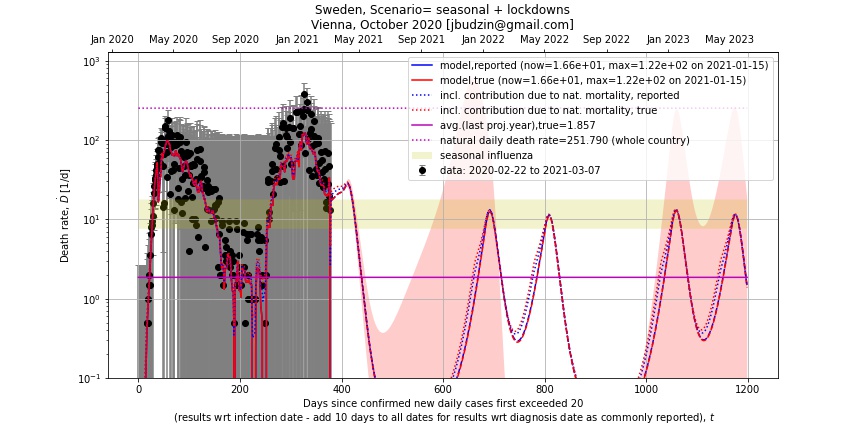 Sweden, Scenario= seasonal + lockdowns
Vienna, October 2020 [jbudzin@gmail.com]
Jan 2020 May 2020 Sep 2020 Jan 2021 May 2021 Sep 2021 Jan 2022 May 2022 Sep 2022 Jan 2023 May 2023
model,reported (now=1.66e+01, max=1.22e+02 on 2021-01-15)
model,true (now=1.66e+01, max=1.22e+02 on 2021-01-15)
incl. contribution due to nat. mortality, reported
incl. contribution due to nat. mortality, true
avg.(last proj.year),true=1.857
natural daily death rate=251.790 (whole country)
seasonal influenza
data: 2020-02-22 to 2021-03-07
Death rate, D [1/d]
10³
10²
10¹
10⁰
10⁻¹
0 200 400 600 800 1000 1200
Days since confirmed new daily cases first exceeded 20
(results wrt infection date - add 10 days to all dates for results wrt diagnosis date as commonly reported), t